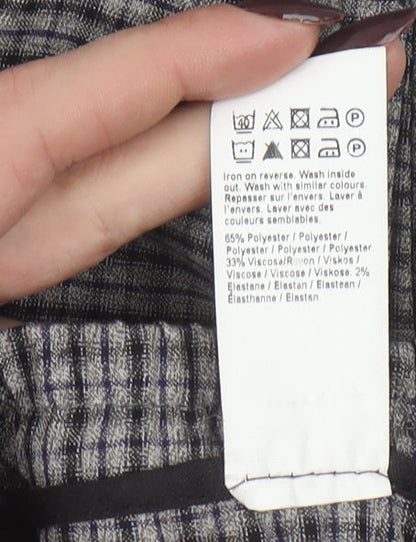 40 P
P
Iron on reverse. Wash inside
out. Wash with similar colours.
Repasser sur l'envers. Laver à
l'envers. Laver avec des
couleurs semblables.
65% Polyester / Polyester /
Polyester / Polyester / Polyester.
33% Viscose/Rayon / Viskos /
Viscose / Viscose / Viskose. 2%
Elastane / Elastan / Elastean /
Élasthanne / Elastan